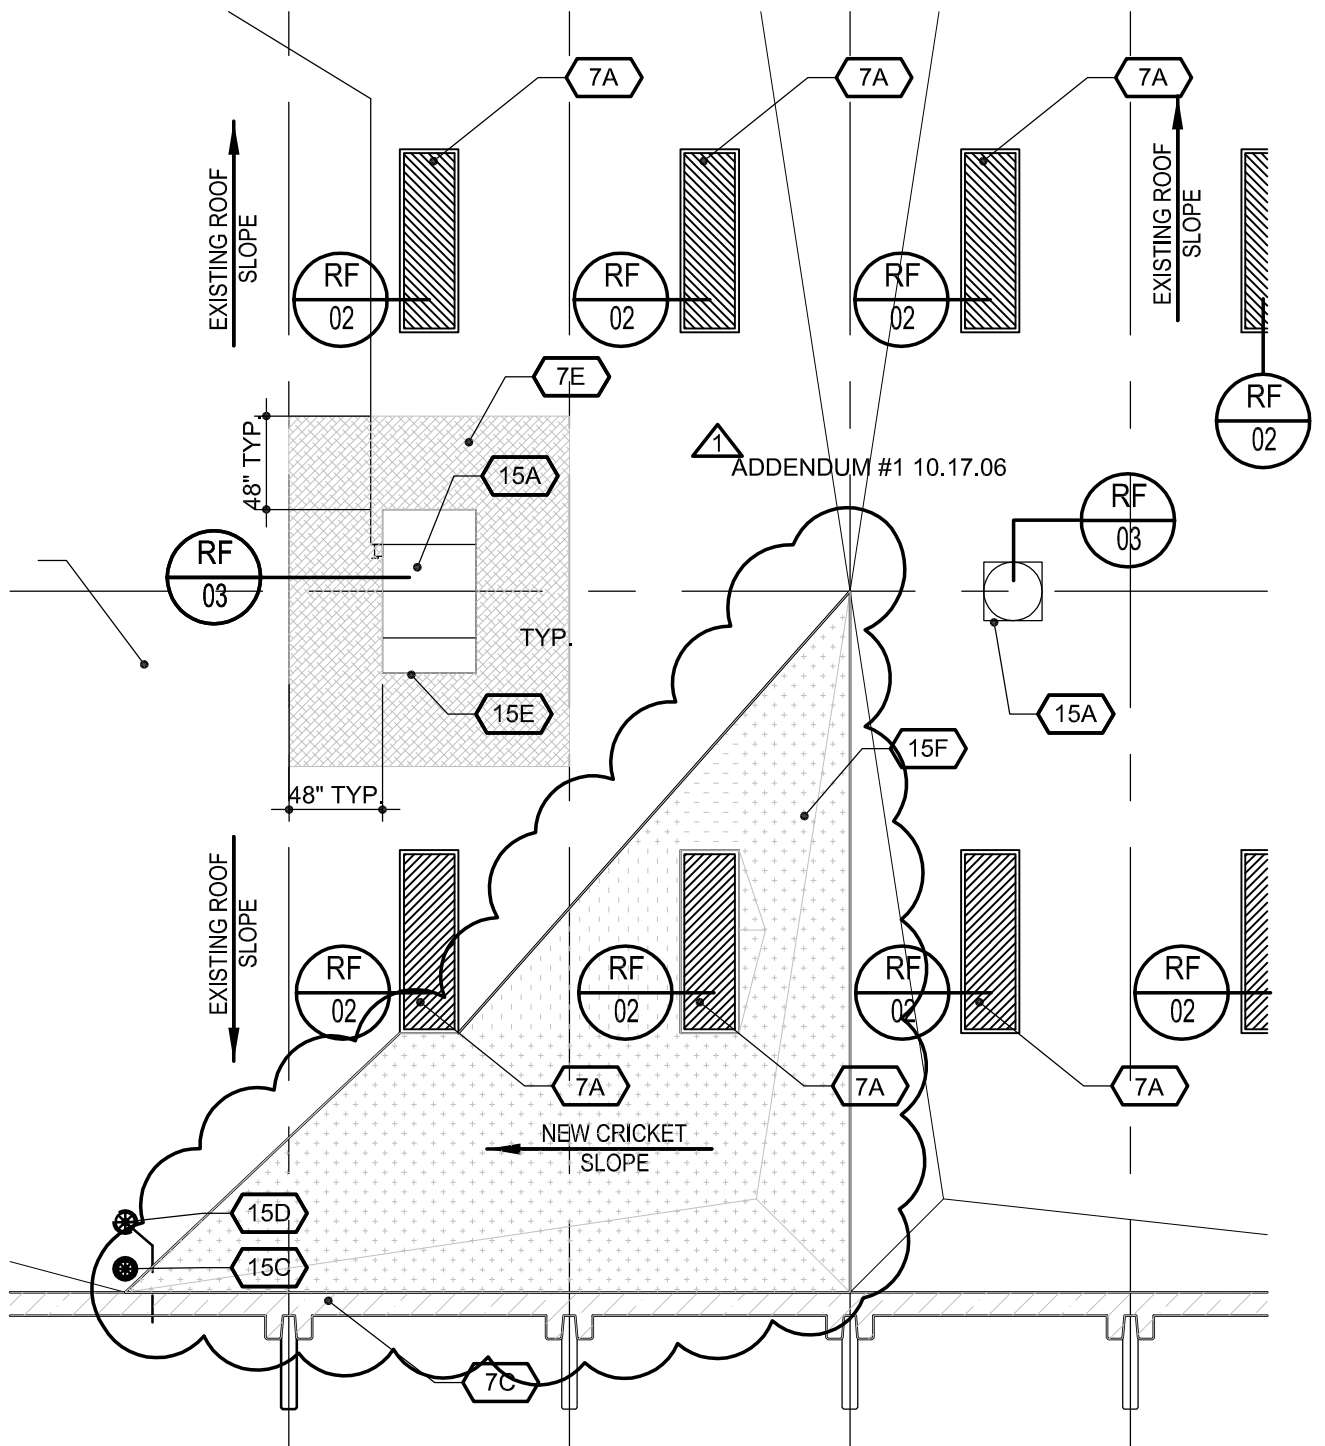 7A
7A
7A
EXISTING ROOF
SLOPE
EXISTING ROOF
SLOPE
RF
02
RF
02
RF
02
7E
RF
02
48" TYP.
1
ADDENDUM #1 10.17.06
15A
RF
03
RF
03
TYP.
15E
15A
15F
48" TYP.
EXISTING ROOF
SLOPE
RF
02
RF
02
RF
02
RF
02
7A
7A
7A
NEW CRICKET
SLOPE
15D
15C
7C